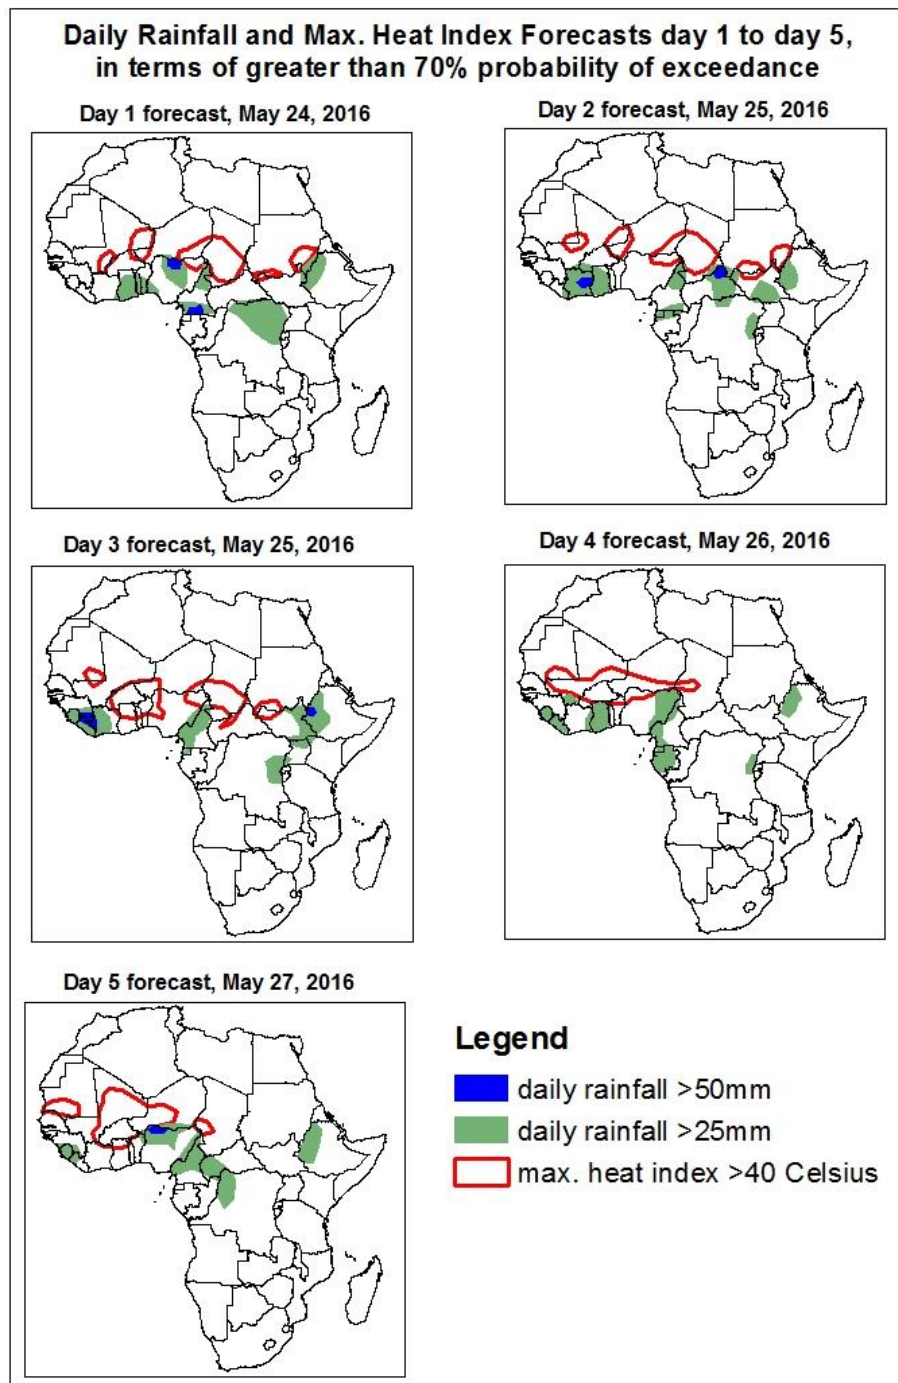 Daily Rainfall and Max. Heat Index Forecasts day 1 to day 5,
in terms of greater than 70% probability of exceedance
Day 1 forecast, May 24, 2016
Day 2 forecast, May 25, 2016
Day 3 forecast, May 25, 2016
Day 4 forecast, May 26, 2016
Day 5 forecast, May 27, 2016
Legend
daily rainfall >50mm
daily rainfall >25mm
max. heat index >40 Celsius